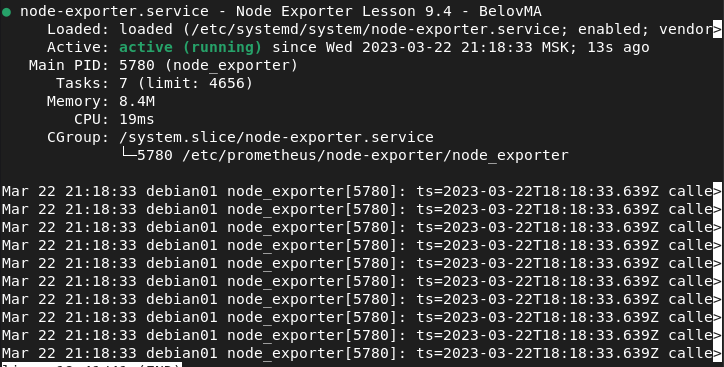 ● node-exporter.service - Node Exporter Lesson 9.4 - BelovMA
Loaded: loaded (/etc/systemd/system/node-exporter.service; enabled; vendor>
Active: active (running) since Wed 2023-03-22 21:18:33 MSK; 13s ago
Main PID: 5780 (node_exporter)
Tasks: 7 (limit: 4656)
Memory: 8.4M
CPU: 19ms
CGroup: /system.slice/node-exporter.service
└─5780 /etc/prometheus/node-exporter/node_exporter
Mar 22 21:18:33 debian01 node_exporter[5780]: ts=2023-03-22T18:18:33.639Z calle>
Mar 22 21:18:33 debian01 node_exporter[5780]: ts=2023-03-22T18:18:33.639Z calle>
Mar 22 21:18:33 debian01 node_exporter[5780]: ts=2023-03-22T18:18:33.639Z calle>
Mar 22 21:18:33 debian01 node_exporter[5780]: ts=2023-03-22T18:18:33.639Z calle>
Mar 22 21:18:33 debian01 node_exporter[5780]: ts=2023-03-22T18:18:33.639Z calle>
Mar 22 21:18:33 debian01 node_exporter[5780]: ts=2023-03-22T18:18:33.639Z calle>
Mar 22 21:18:33 debian01 node_exporter[5780]: ts=2023-03-22T18:18:33.639Z calle>
Mar 22 21:18:33 debian01 node_exporter[5780]: ts=2023-03-22T18:18:33.639Z calle>
Mar 22 21:18:33 debian01 node_exporter[5780]: ts=2023-03-22T18:18:33.639Z calle>
Mar 22 21:18:33 debian01 node_exporter[5780]: ts=2023-03-22T18:18:33.639Z calle>